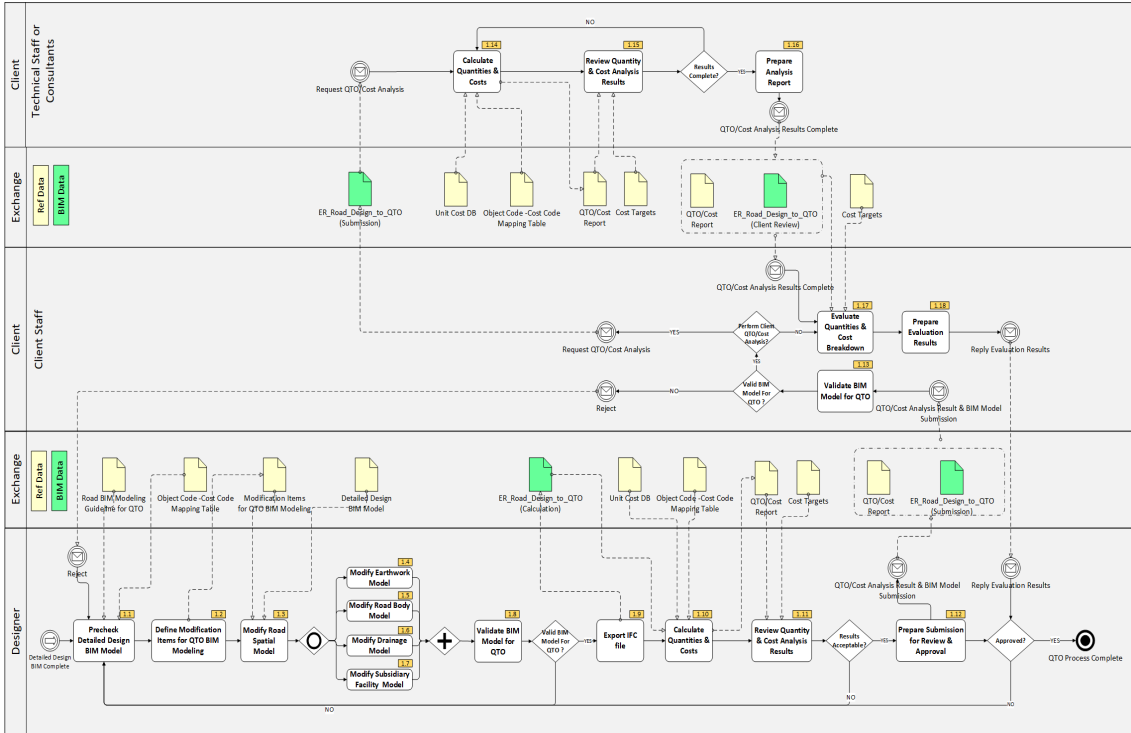 Client
Technical Staff or
Consultants
NO
1.14
Calculate
Quantities &
Costs
1.15
Review Quantity
& Cost Analysis
Results
Results
Complete?
YES
1.16
Prepare
Analysis
Report
Request QTO/Cost Analysis
QTO/Cost Analysis Results Complete
Exchange
Ref Data
BIM Data
ER_Road_Design_to_QTO
(Submission)
Unit Cost DB
Object Code -Cost Code
Mapping Table
QTO/Cost
Report
Cost Targets
QTO/Cost
Report
ER_Road_Design_to_QTO
(Client Review)
Cost Targets
Client
Client Staff
QTO/Cost Analysis Results Complete
Request QTO/Cost Analysis
YES
Perform Client
QTO/Cost
Analysis?
NO
1.17
Evaluate
Quantities &
Cost
Breakdown
1.18
Prepare
Evaluation
Results
Reply Evaluation Results
YES
Reject
NO
Valid BIM
Model For
QTO ?
1.13
Validate BIM
Model for QTO
QTO/Cost Analysis Result & BIM Model
Submission
Exchange
Ref Data
BIM Data
Road BIM Modeling
Guideline for QTO
Object Code -Cost Code
Mapping Table
Modification Items
for QTO BIM Modeling
Detailed Design
BIM Model
ER_Road_Design_to_QTO
(Calculation)
Unit Cost DB
Object Code -Cost Code
Mapping Table
QTO/Cost
Report
Cost Targets
QTO/Cost
Report
ER_Road_Design_to_QTO
(Submission)
Designer
Reject
Detailed Design
BIM Complete
1.1
Precheck
Detailed Design
BIM Model
1.2
Define Modification
Items for QTO BIM
Modeling
1.3
Modify Road
Spatial Model
1.4
Modify Earthwork
Model
1.5
Modify Road Body
Model
1.6
Modify Drainage Model
1.7
Modify Subsidiary
Facility Model
1.8
Validate BIM
Model for
QTO
Valid BIM
Model For
QTO ?
YES
1.9
Export IFC
file
1.10
Calculate
Quantities &
Costs
1.11
Review Quantity
& Cost Analysis
Results
Results
Acceptable?
YES
QTO/Cost Analysis Result & BIM Model
Submission
1.12
Prepare Submission
for Review &
Approval
Reply Evaluation Results
Approved?
YES
QTO Process Complete
NO
NO
NO